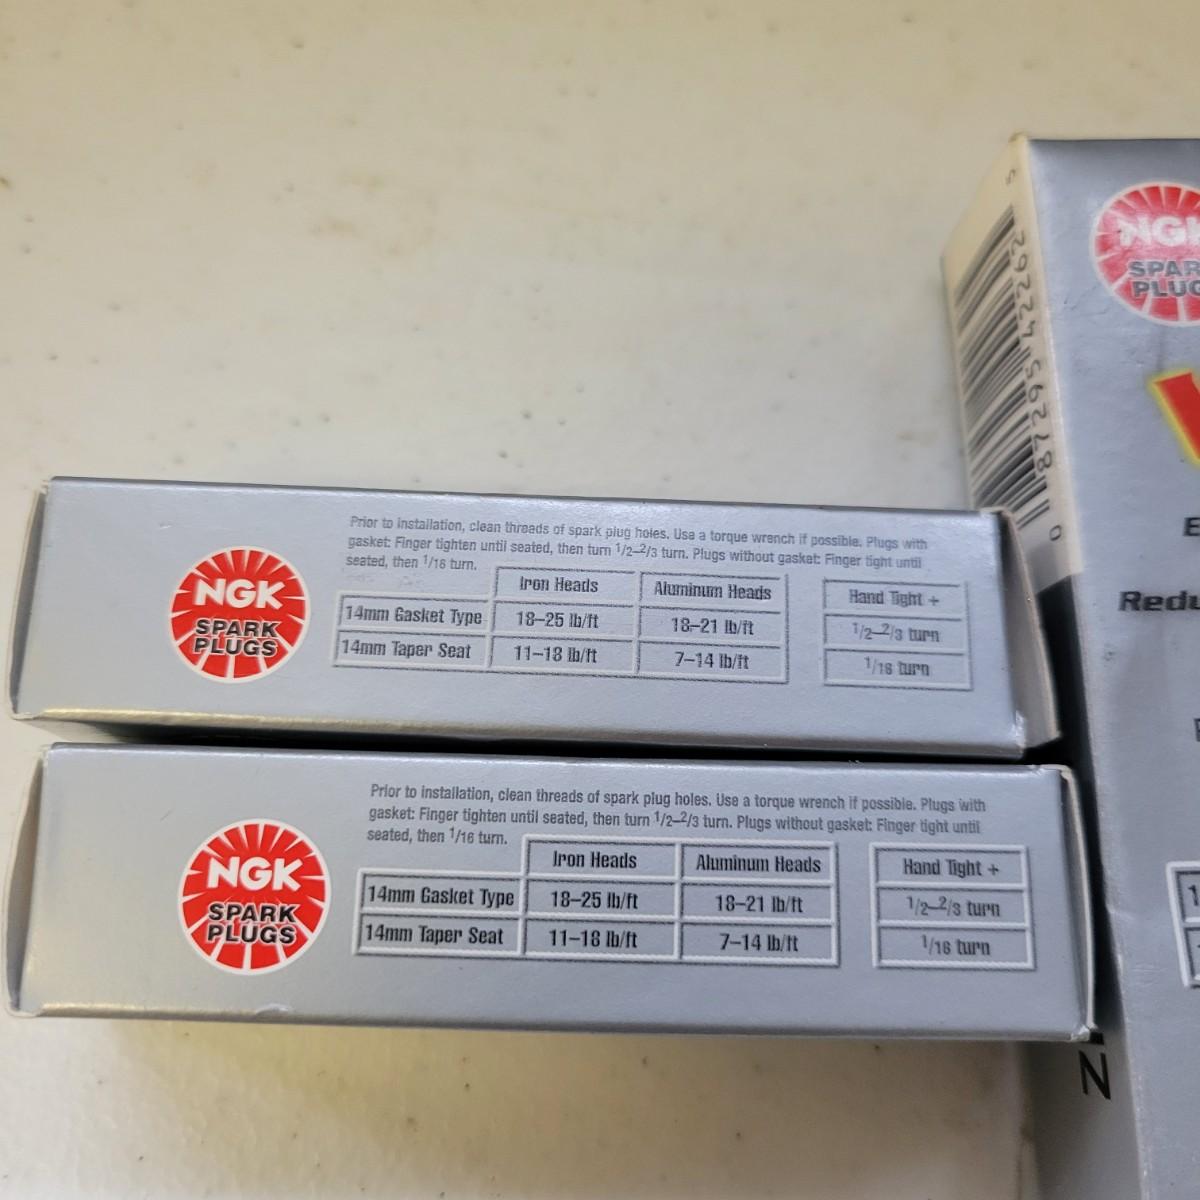 NGK
SPARK
PLUGS
Prior to installation, clean threads of spark plug holes. Use a torque wrench if possible. Plugs with
gasket: Finger tighten until seated, then turn 1/2–2/3 turn. Plugs without gasket: Finger tight until
seated, then 1/16 turn.
Iron Heads Aluminum Heads Hand Tight +
14mm Gasket Type 18–25 lb/ft 18–21 lb/ft 1/2–2/3 turn
14mm Taper Seat 11–18 lb/ft 7–14 lb/ft 1/16 turn
NGK
SPARK
PLUGS
Prior to installation, clean threads of spark plug holes. Use a torque wrench if possible. Plugs with
gasket: Finger tighten until seated, then turn 1/2–2/3 turn. Plugs without gasket: Finger tight until
seated, then 1/16 turn.
Iron Heads Aluminum Heads Hand Tight +
14mm Gasket Type 18–25 lb/ft 18–21 lb/ft 1/2–2/3 turn
14mm Taper Seat 11–18 lb/ft 7–14 lb/ft 1/16 turn
0 87295 42262 5
NGK
SPAR
PLUG
V
E
Redu
N